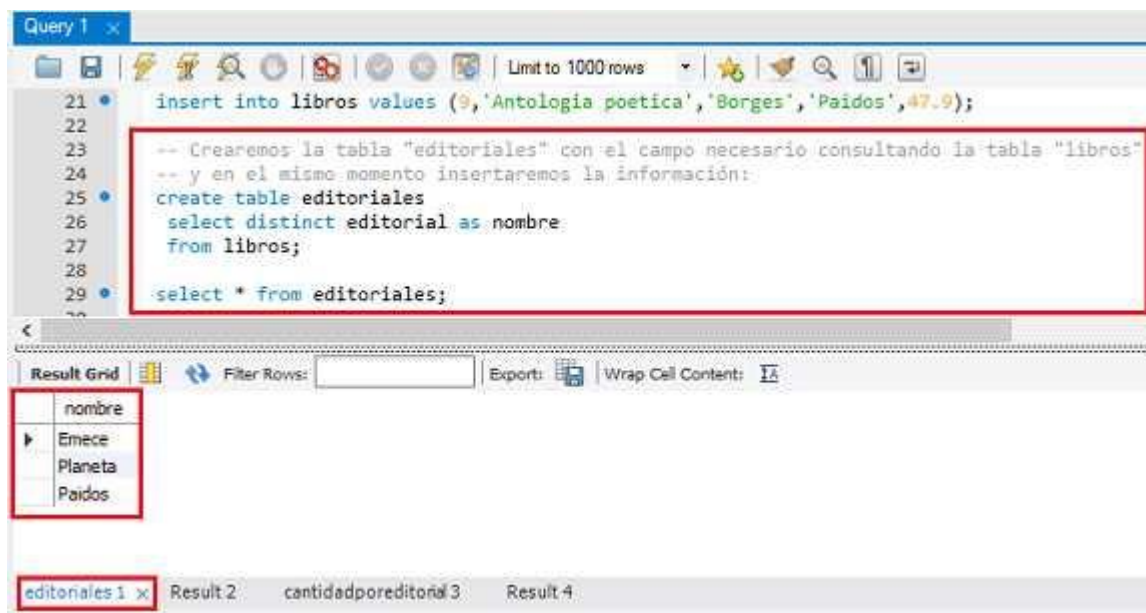 Query 1
Limit to 1000 rows
21 insert into libros values (9,'Antologia poetica','Borges','Paidos',47.9);
22
23 -- Crearemos la tabla "editoriales" con el campo necesario consultando la tabla "libros"
24 -- y en el mismo momento insertaremos la información:
25 create table editoriales
26 select distinct editorial as nombre
27 from libros;
28
29 select * from editoriales;
Result Grid Filter Rows: Export: Wrap Cell Content:
nombre
Emece
Planeta
Paidos
editoriales 1 Result 2 cantidadporeditorial 3 Result 4